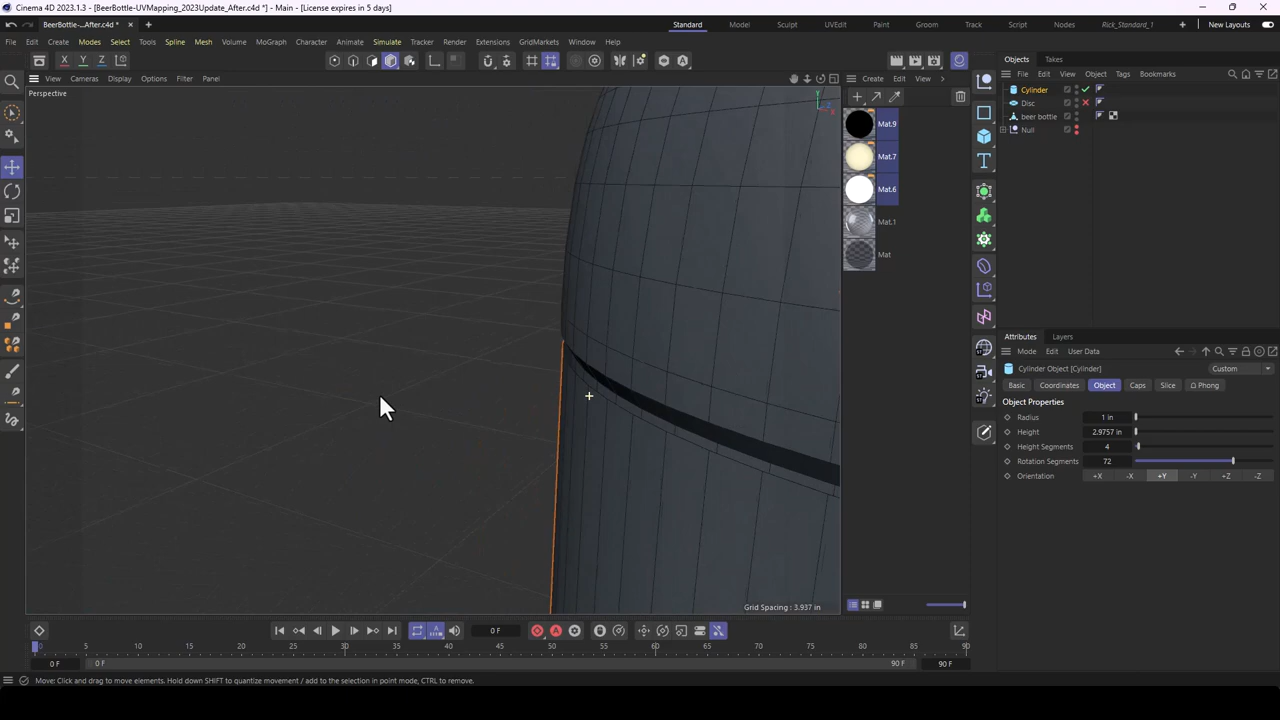 Cinema 4D 2023.1.3 - [BeerBottle-UVMapping_2023Update_After.c4d *] - Main - [License expires in 5 days]
BeerBottle-...After.c4d *
Standard
Model
Sculpt
UVEdit
Paint
Groom
Track
Script
Nodes
Rick_Standard_1
New Layouts
File Edit Create Modes Select Tools Spline Mesh Volume MoGraph Character Animate Simulate Tracker Render Extensions GridMarkets Window Help
X Y Z
View Cameras Display Options Filter Panel
Create Edit View
Perspective
Y
Z
X
Mat.9
Mat.7
Mat.6
Mat.1
Mat
Objects Takes
File Edit View Object Tags Bookmarks
Cylinder
Disc
beer bottle
Null
Attributes Layers
Mode Edit User Data
Cylinder Object [Cylinder]
Custom
Basic Coordinates Object Caps Slice Phong
Object Properties
Radius 1 in
Height 2.9757 in
Height Segments 4
Rotation Segments 72
Orientation +X -X +Y -Y +Z -Z
Grid Spacing : 3.937 in
0 F
0 5 10 15 20 25 30 35 40 45 50 55 60 65 70 75 80 85 90
0 F 0 F 90 F 90 F
Move: Click and drag to move elements. Hold down SHIFT to quantize movement / add to the selection in point mode, CTRL to remove.